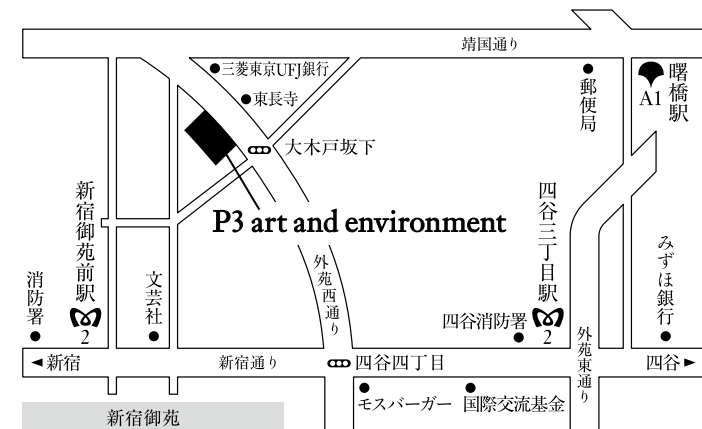 靖国通り
三菱東京UFJ銀行
東長寺
郵便局
A1
曙橋駅
大木戸坂下
新宿御苑前駅
2
P3 art and environment
四谷三丁目駅
2
みずほ銀行
外苑西通り
消防署
文芸社
四谷消防署
外苑東通り
◄新宿
新宿通り
四谷四丁目
四谷►
モスバーガー
国際交流基金
新宿御苑